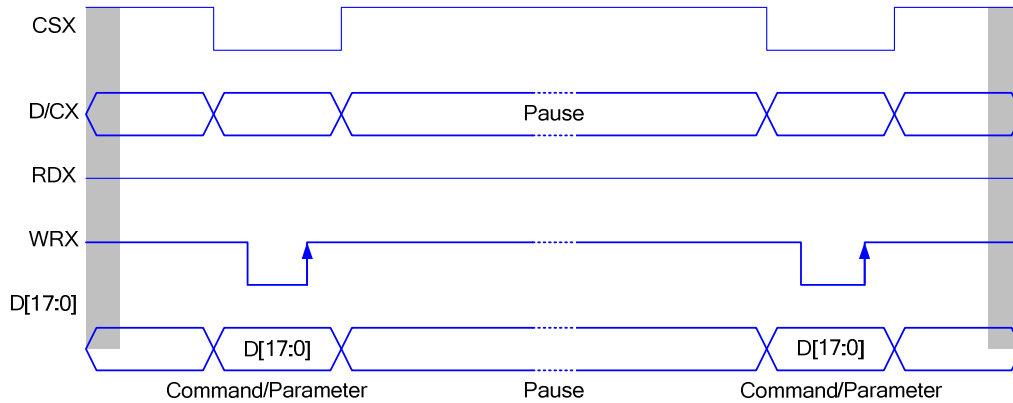 CSX
D/CX
Pause
RDX
WRX
D[17:0]
D[17:0]
D[17:0]
Command/Parameter
Pause
Command/Parameter